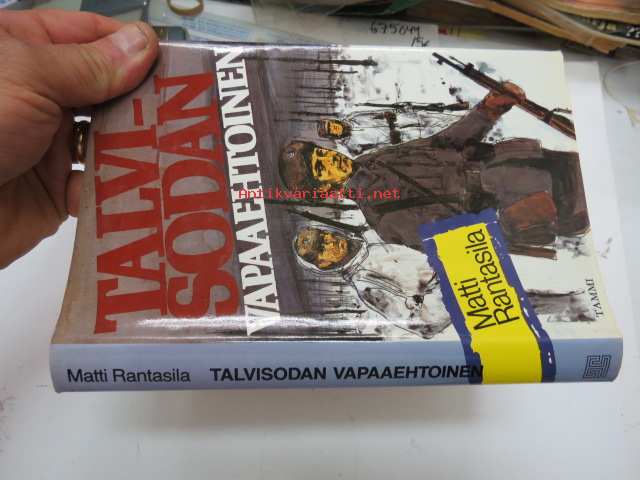 TALVI-
SODAN
VAPAAEHTOINEN
Antikvariaatti.net
Matti
Rantasila
TAMMI
Matti Rantasila TALVISODAN VAPAAEHTOINEN